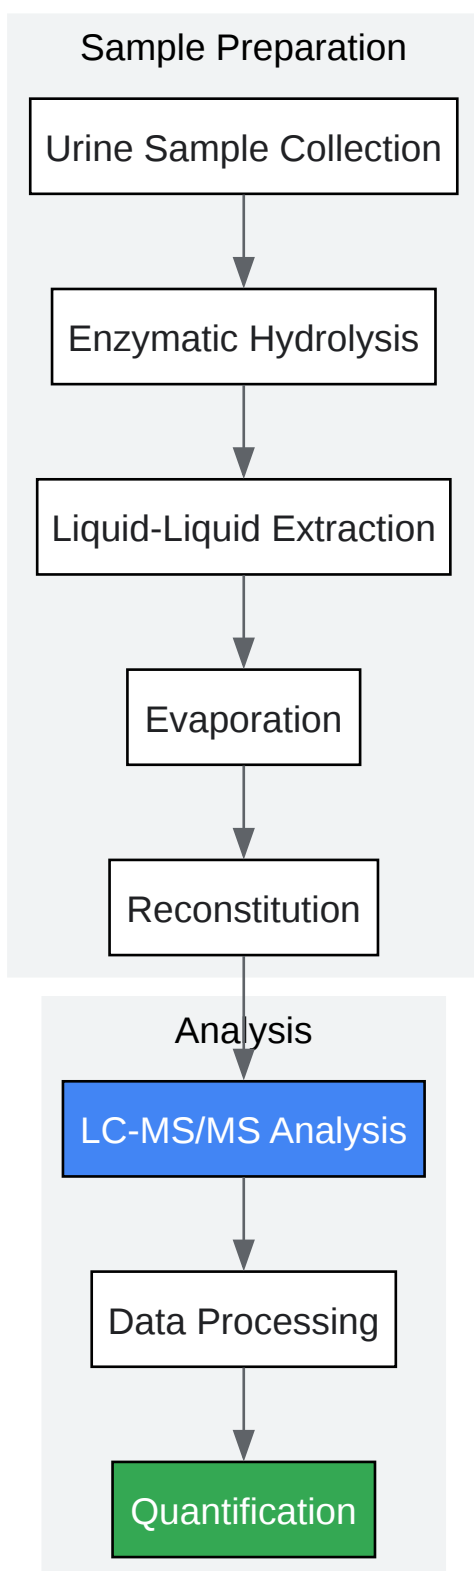 Sample Preparation
Urine Sample Collection
Enzymatic Hydrolysis
Liquid-Liquid Extraction
Evaporation
Reconstitution
Analysis
LC-MS/MS Analysis
Data Processing
Quantification